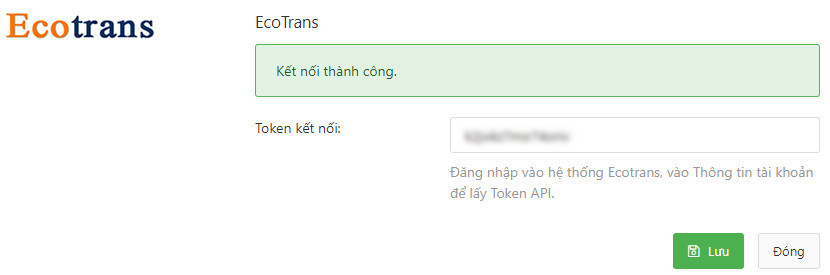 Ecotrans
EcoTrans
Kết nối thành công.
Token kết nối:
Đăng nhập vào hệ thống Ecotrans, vào Thông tin tài khoản
để lấy Token API.
Lưu
Đóng